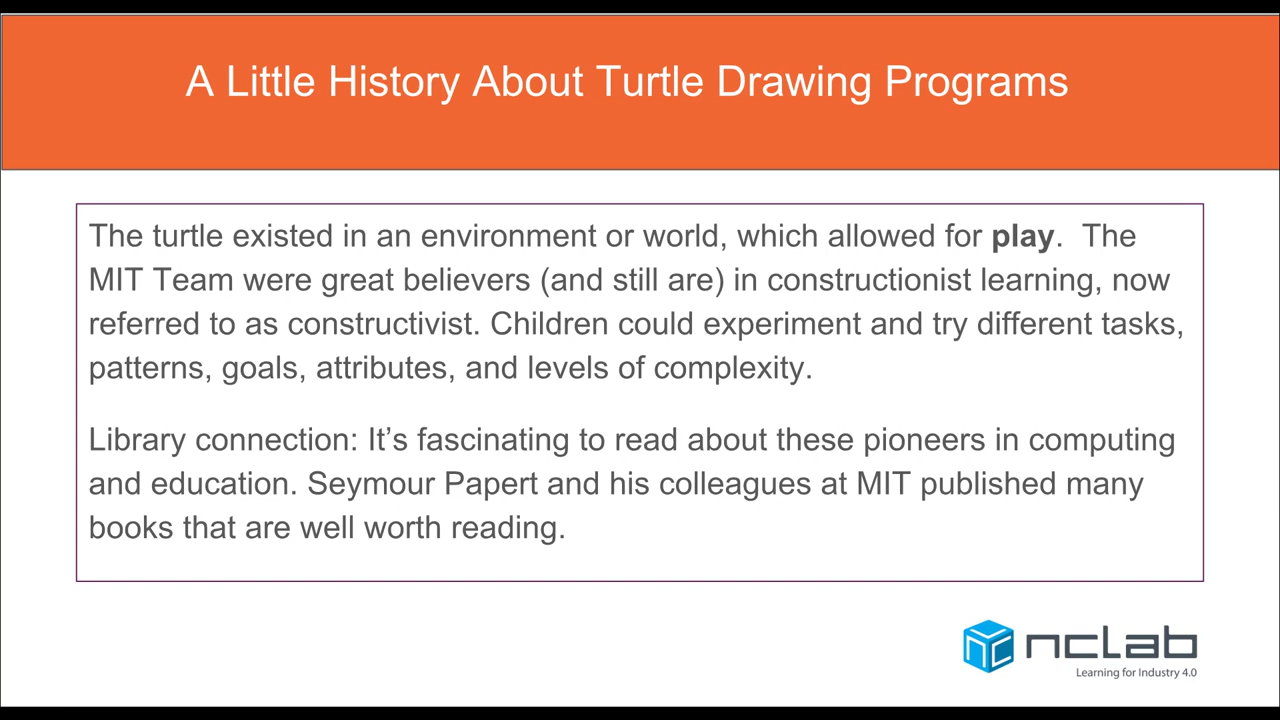 A Little History About Turtle Drawing Programs
The turtle existed in an environment or world, which allowed for play.  The
MIT Team were great believers (and still are) in constructionist learning, now
referred to as constructivist. Children could experiment and try different tasks,
patterns, goals, attributes, and levels of complexity.
Library connection: It’s fascinating to read about these pioneers in computing
and education. Seymour Papert and his colleagues at MIT published many
books that are well worth reading.
nc nclab
Learning for Industry 4.0